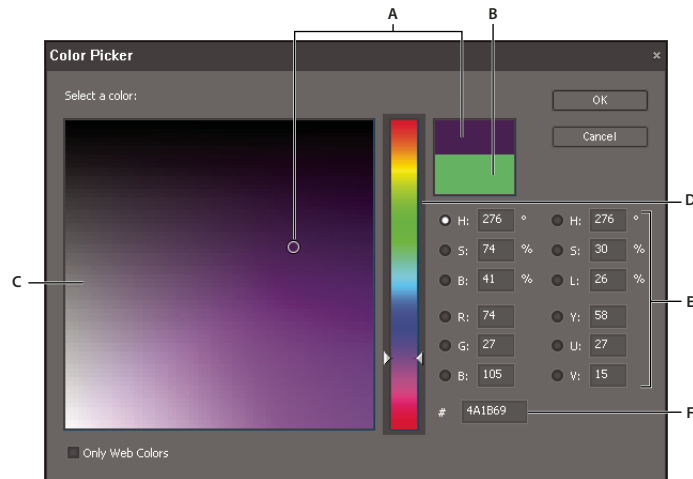 A
B
Color Picker ×
Select a color:
OK
Cancel
D
H: 276 ° H: 276 °
S: 74 % S: 30 %
B: 41 % L: 26 %
C
E
R: 74 Y: 58
G: 27 U: 27
B: 105 V: 15
# 4A1B69
F
Only Web Colors